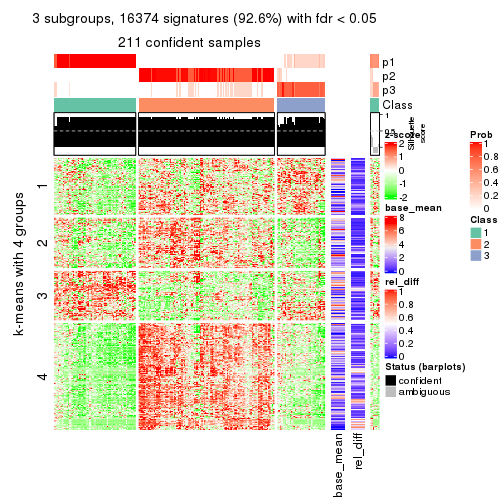 3 subgroups, 16374 signatures (92.6%) with fdr < 0.05
211 confident samples
p1
p2
p3
Class
1
0.5
Silhouette
score
k-means with 4 groups
1
2
3
4
base_mean
rel_diff
z-score
2
1
0
-1
-2
base_mean
8
6
4
2
0
rel_diff
1
0.8
0.6
0.4
0.2
0
Status (barplots)
confident
ambiguous
Prob
1
0.8
0.6
0.4
0.2
0
Class
1
2
3